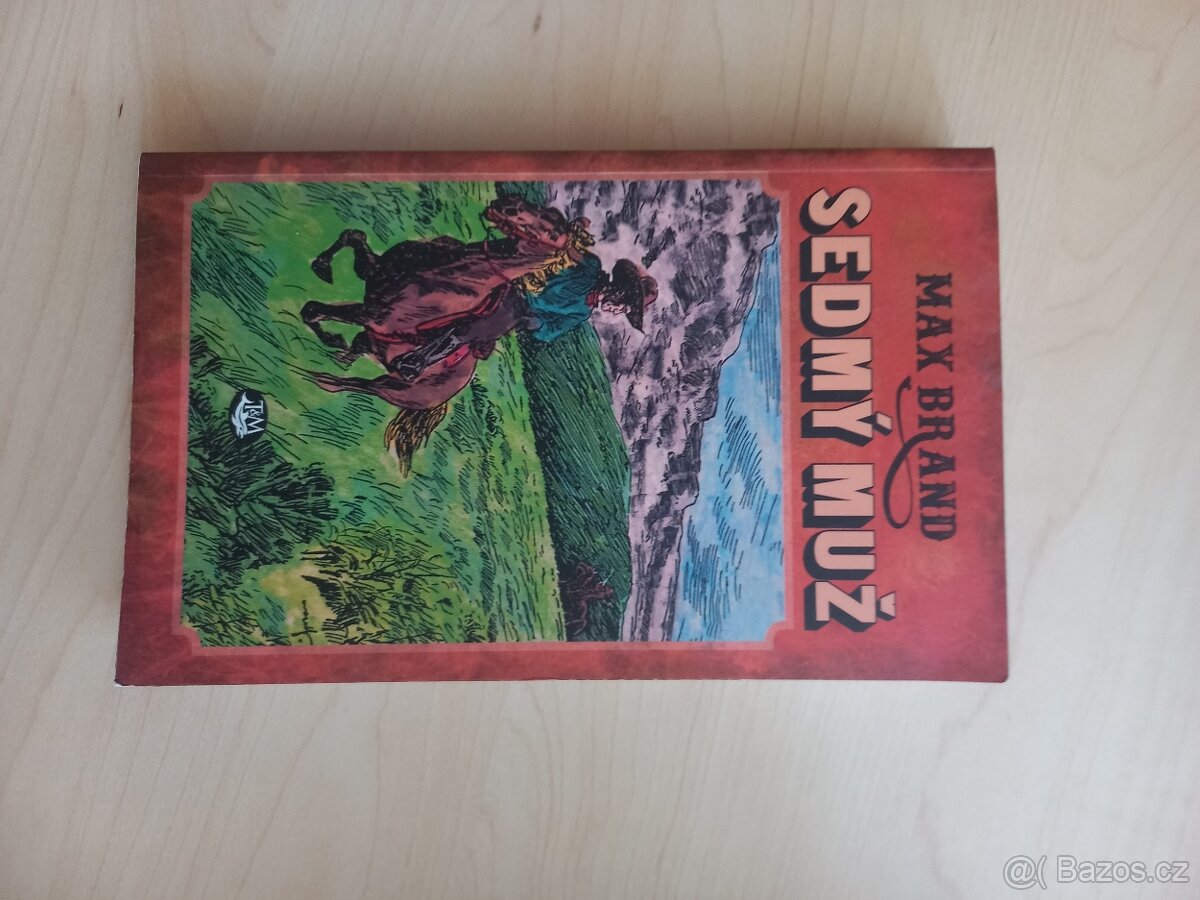 MAX BRAND
SEDMÝ MUŽ
T&M
@( Bazos.cz